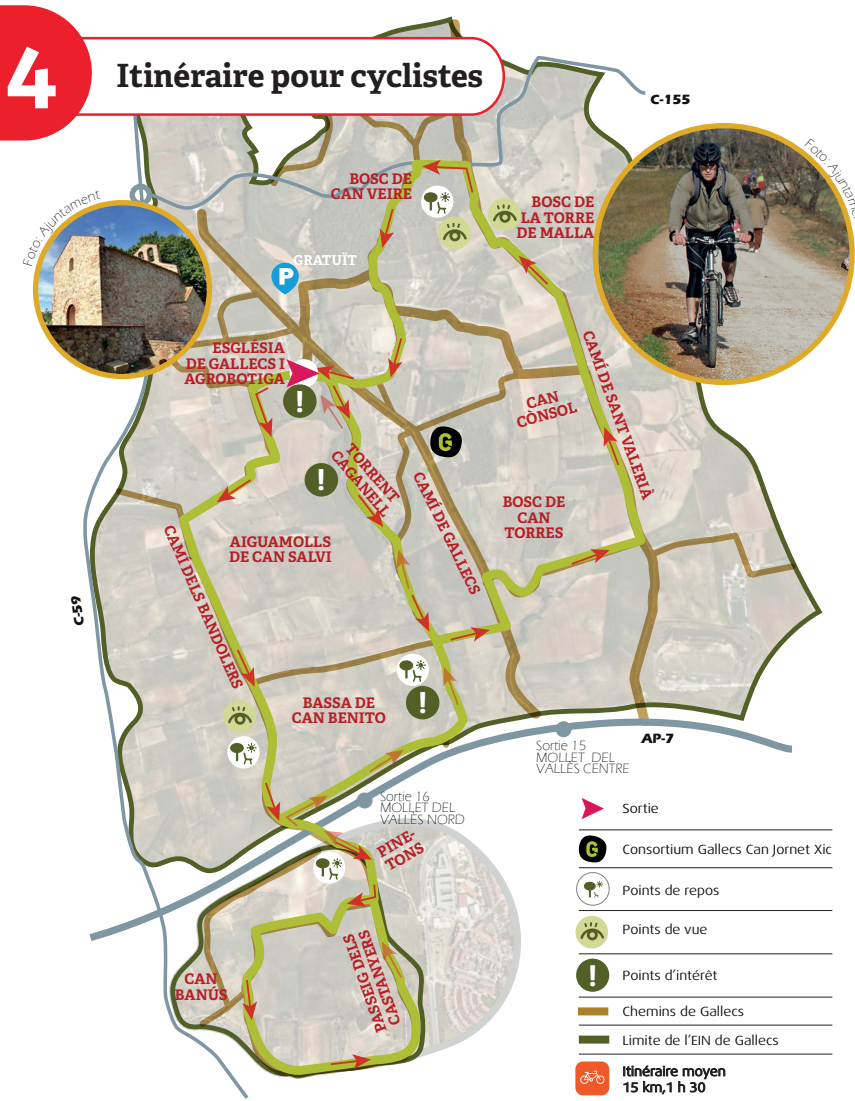 4
Itinéraire pour cyclistes
C-155
Foto: Ajuntament
Foto: Ajuntame
BOSC DE
CAN VEIRE
BOSC DE
LA TORRE
DE MALLA
P
GRATUÏT
ESGLÉSIA
DE GALLECS I
AGROBOTIGA
!
CAMÍ DE SANT VALERIÀ
CAN
CÒNSOL
G
!
TORRENT
CAGANELL
CAMÍ DE GALLECS
BOSC DE
CAN
TORRES
AIGUAMOLLS
DE CAN SALVI
CAMÍ DELS BANDOLERS
C-59
BASSA DE
CAN BENITO
!
AP-7
Sortie 15
MOLLET DEL
VALLÈS CENTRE
Sortie 16
MOLLET DEL
VALLÈS NORD
PINE-
TONS
PASSEIG DELS
CASTANYERS
CAN
BANÚS
Sortie
G
Consortium Gallecs Can Jornet Xic
Points de repos
Points de vue
!
Points d'intérêt
Chemins de Gallecs
Limite de l'EIN de Gallecs
Itinéraire moyen
15 km,1 h 30